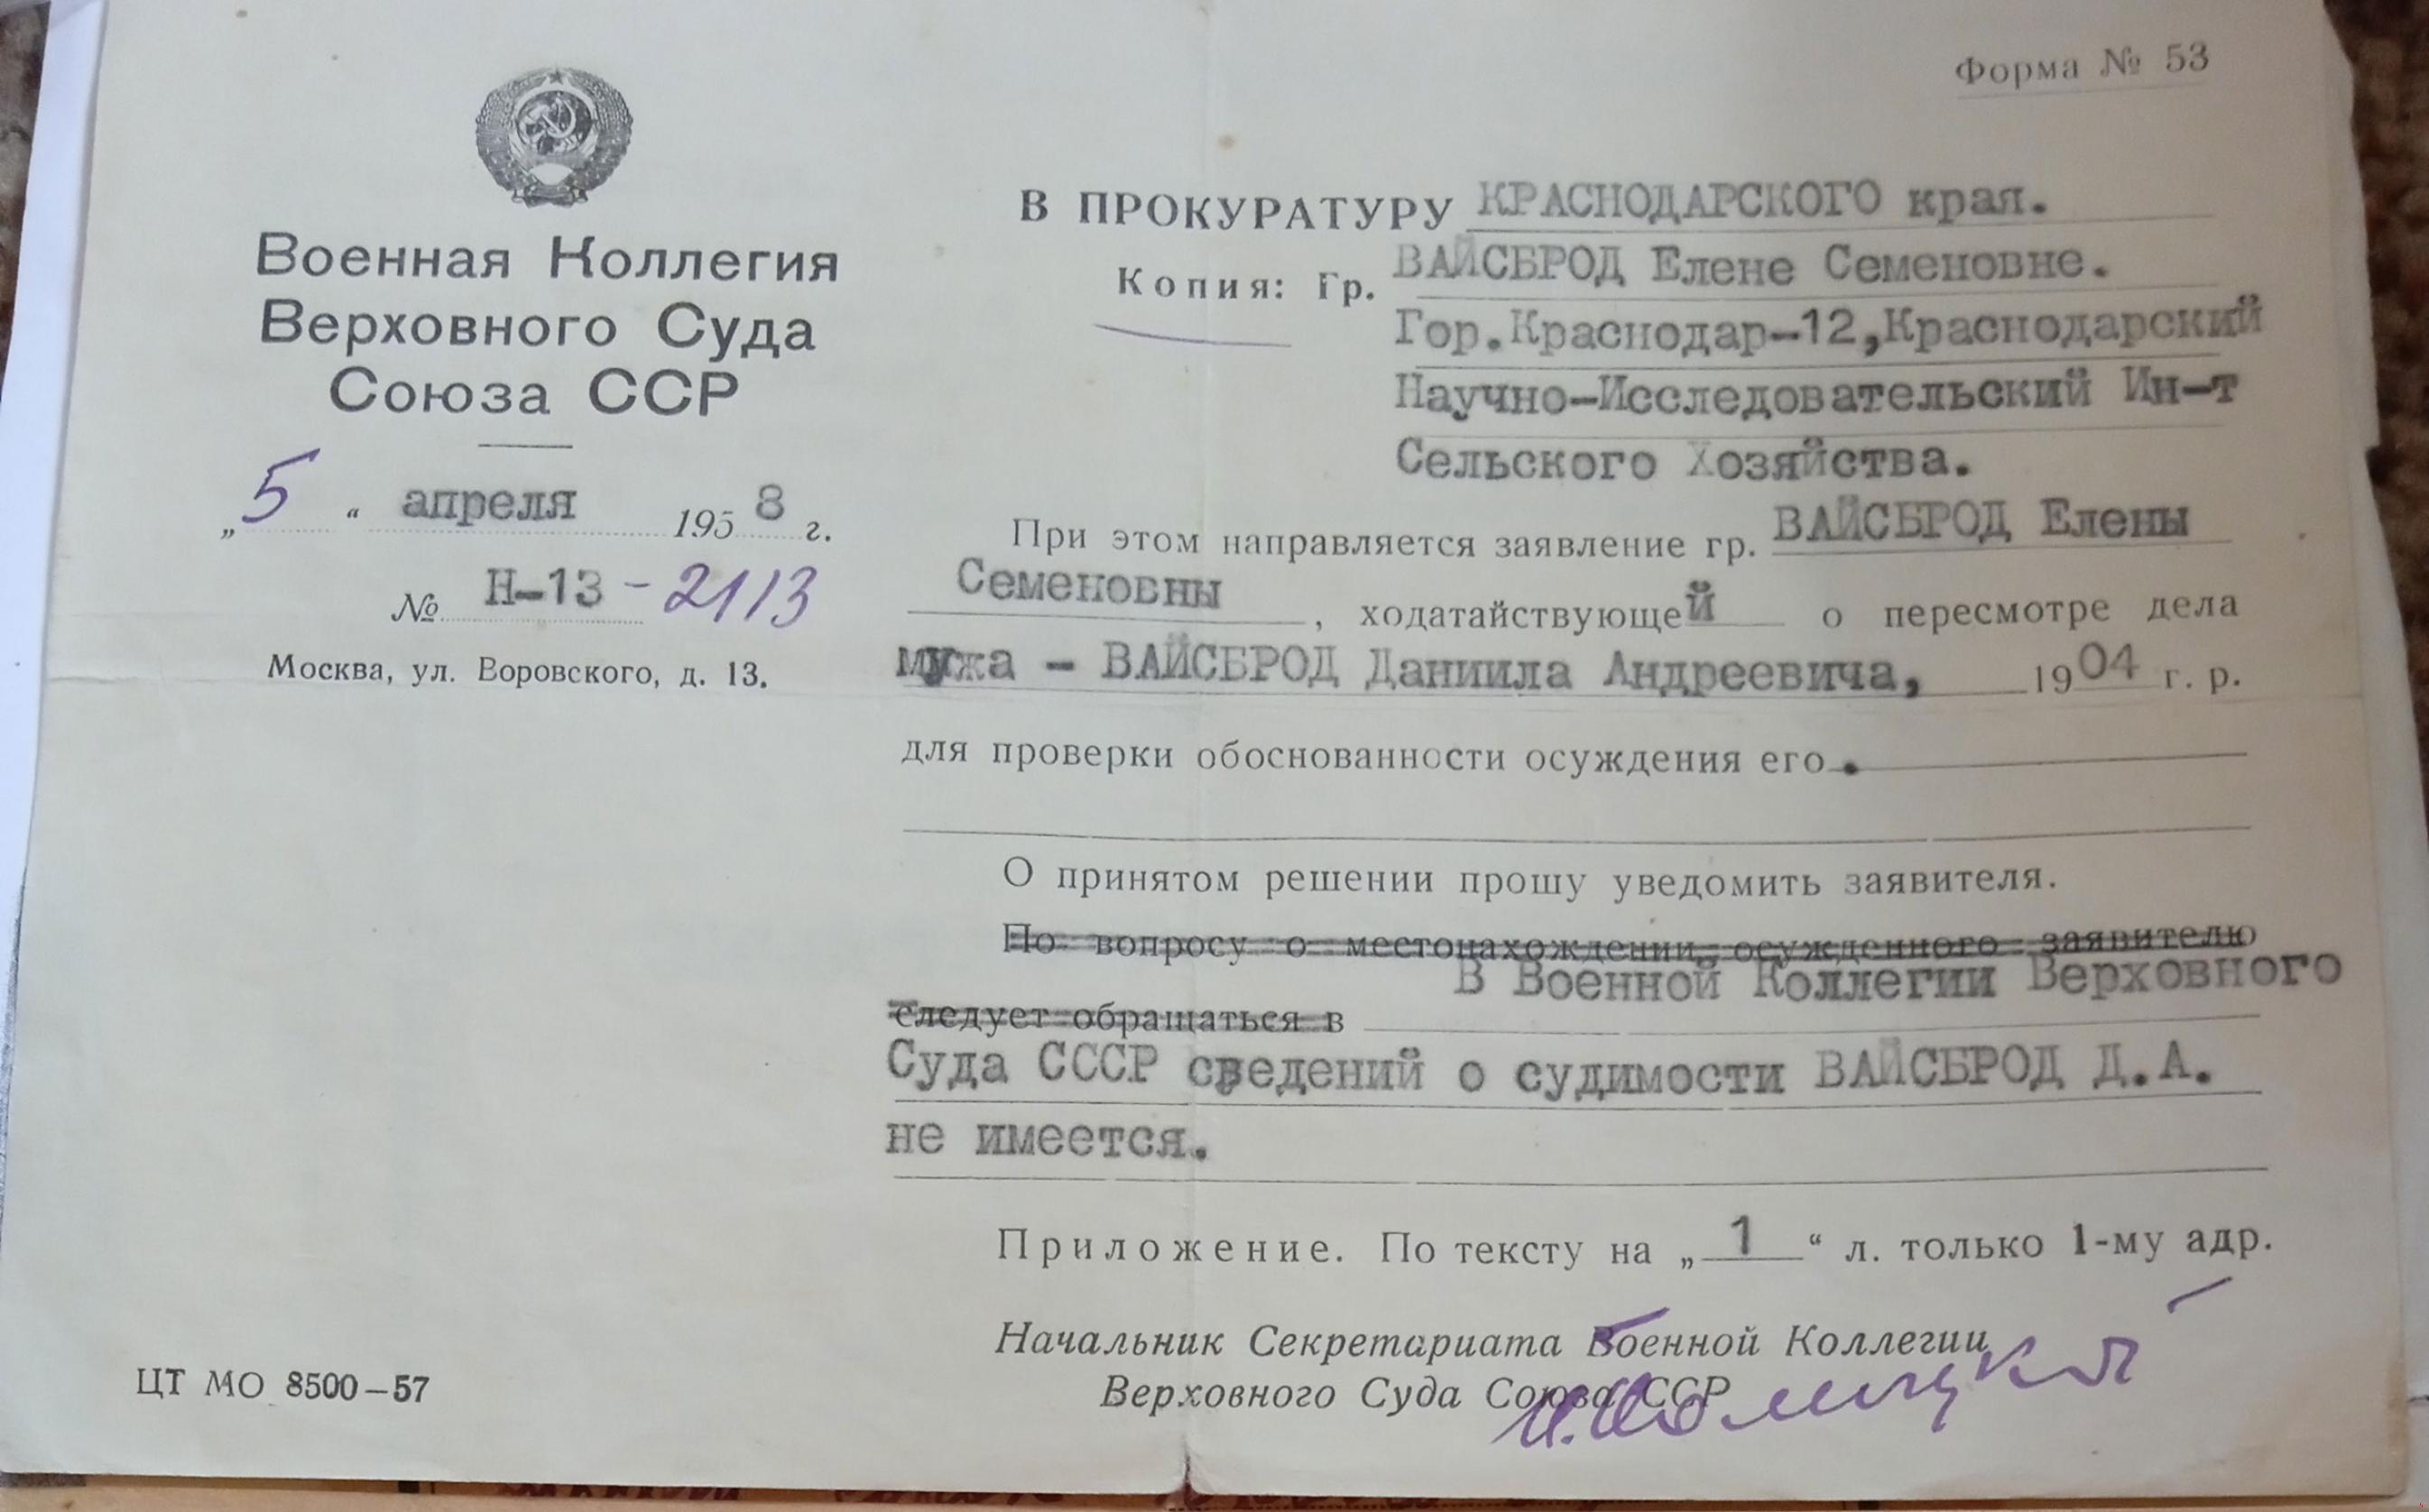 Форма № 53
Военная Коллегия
Верховного Суда
Союза ССР
„5“ апреля 1958 г.
№ Н-13-2113
Москва, ул. Воровского, д. 13.
В ПРОКУРАТУРУ КРАСНОДАРСКОГО края.
Копия: Гр. ВАЙСБРОД Елене Семеновне.
Гор.Краснодар-12,Краснодарский
Научно-Исследовательский Ин-т
Сельского Хозяйства.
При этом направляется заявление гр. ВАЙСБРОД Елены
Семеновны, ходатайствующей о пересмотре дела
мужа - ВАЙСБРОД Даниила Андреевича, 1904 г. р.
для проверки обоснованности осуждения его.
О принятом решении прошу уведомить заявителя.
По вопросу о местонахождении осужденного заявителю
следует обращаться в В Военной Коллегии Верховного
Суда СССР сведений о судимости ВАЙСБРОД Д.А.
не имеется.
Приложение. По тексту на „1“ л. только 1-му адр.
Начальник Секретариата Военной Коллегии
Верховного Суда Союза ССР
ЦТ МО 8500-57